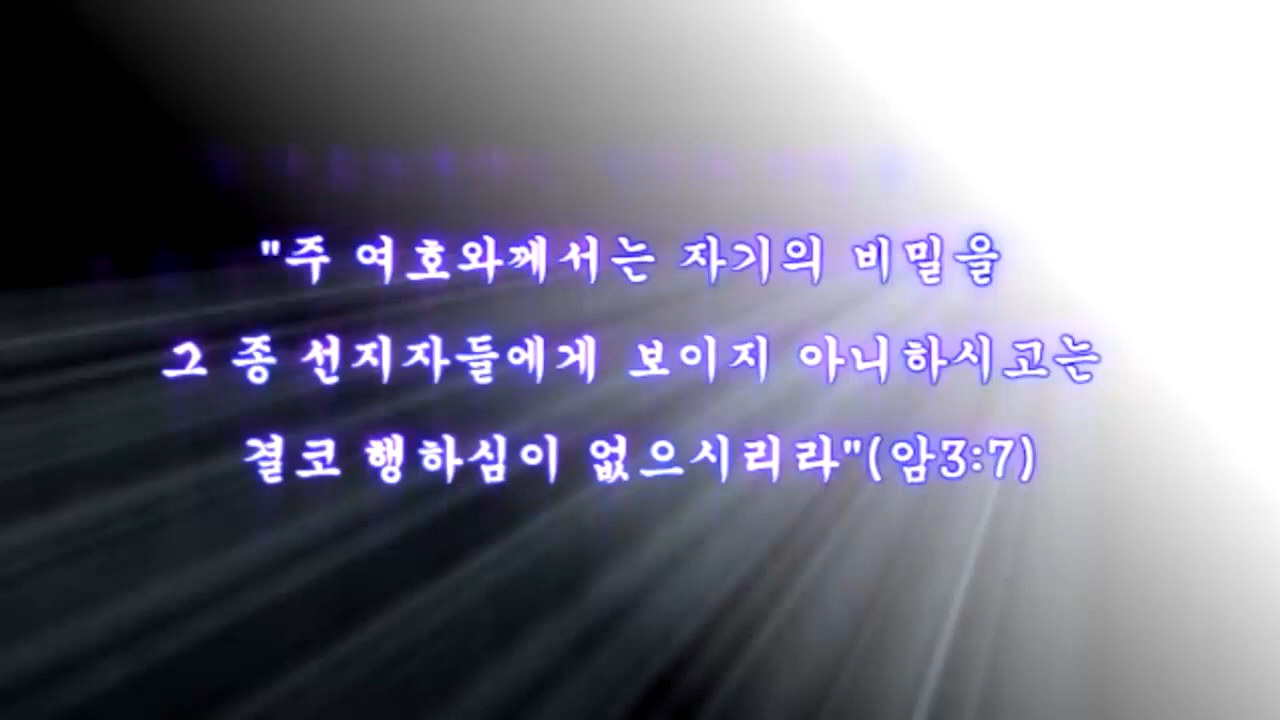 "주 여호와께서는 자기의 비밀을
그 종 선지자들에게 보이지 아니하시고는
결코 행하심이 없으시리라"(암3:7)